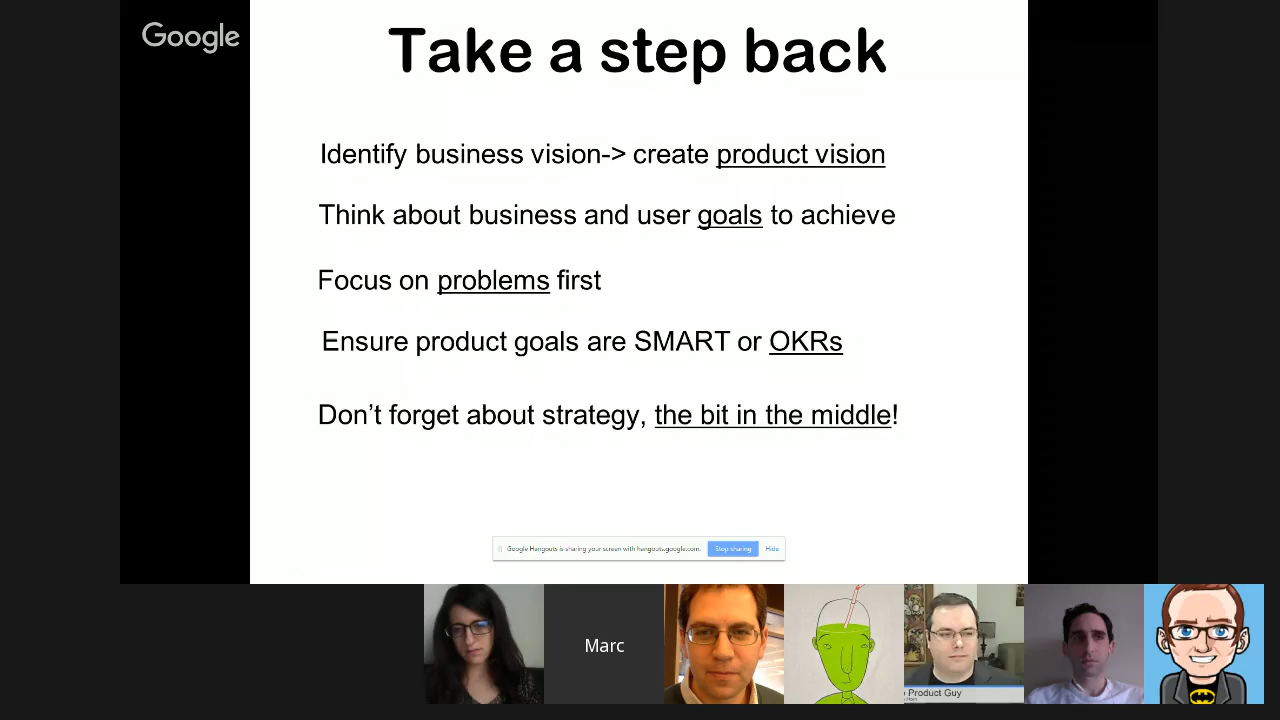 Google
Take a step back
Identify business vision-> create product vision
Think about business and user goals to achieve
Focus on problems first
Ensure product goals are SMART or OKRs
Don't forget about strategy, the bit in the middle!
Google Hangouts is sharing your screen with hangouts.google.com. Stop sharing Hide
Marc
Product Guy